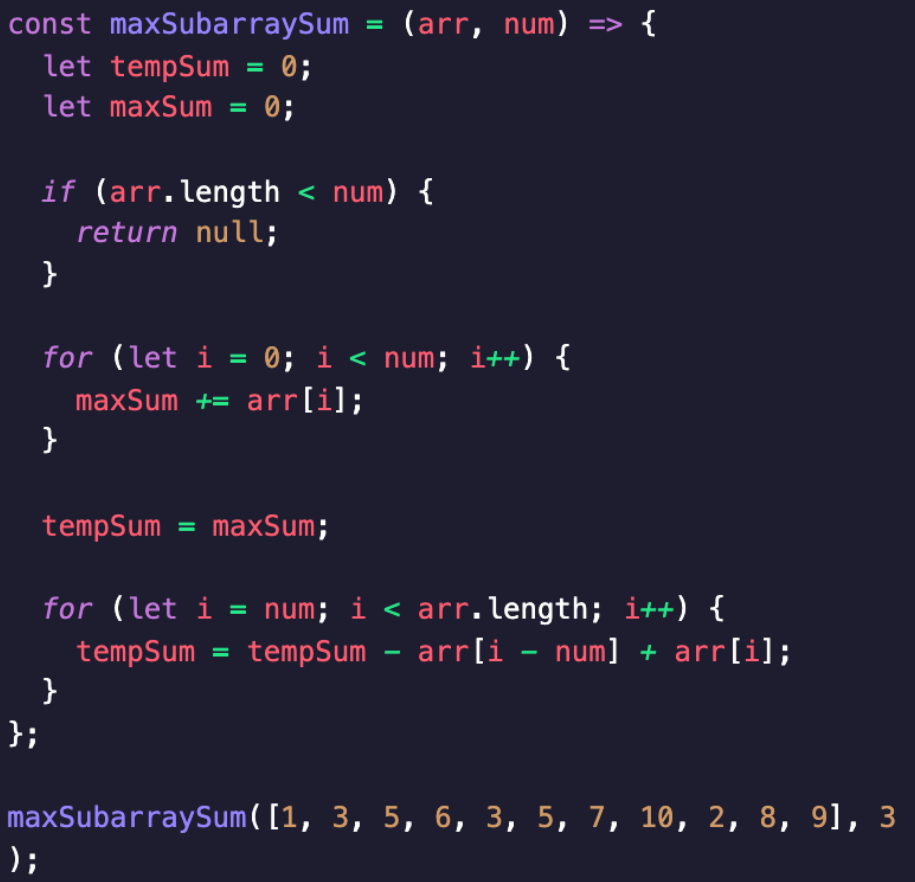 const maxSubarraySum = (arr, num) => {
  let tempSum = 0;
  let maxSum = 0;

  if (arr.length < num) {
    return null;
  }

  for (let i = 0; i < num; i++) {
    maxSum += arr[i];
  }

  tempSum = maxSum;

  for (let i = num; i < arr.length; i++) {
    tempSum = tempSum - arr[i - num] + arr[i];
  }
};

maxSubarraySum([1, 3, 5, 6, 3, 5, 7, 10, 2, 8, 9], 3
);